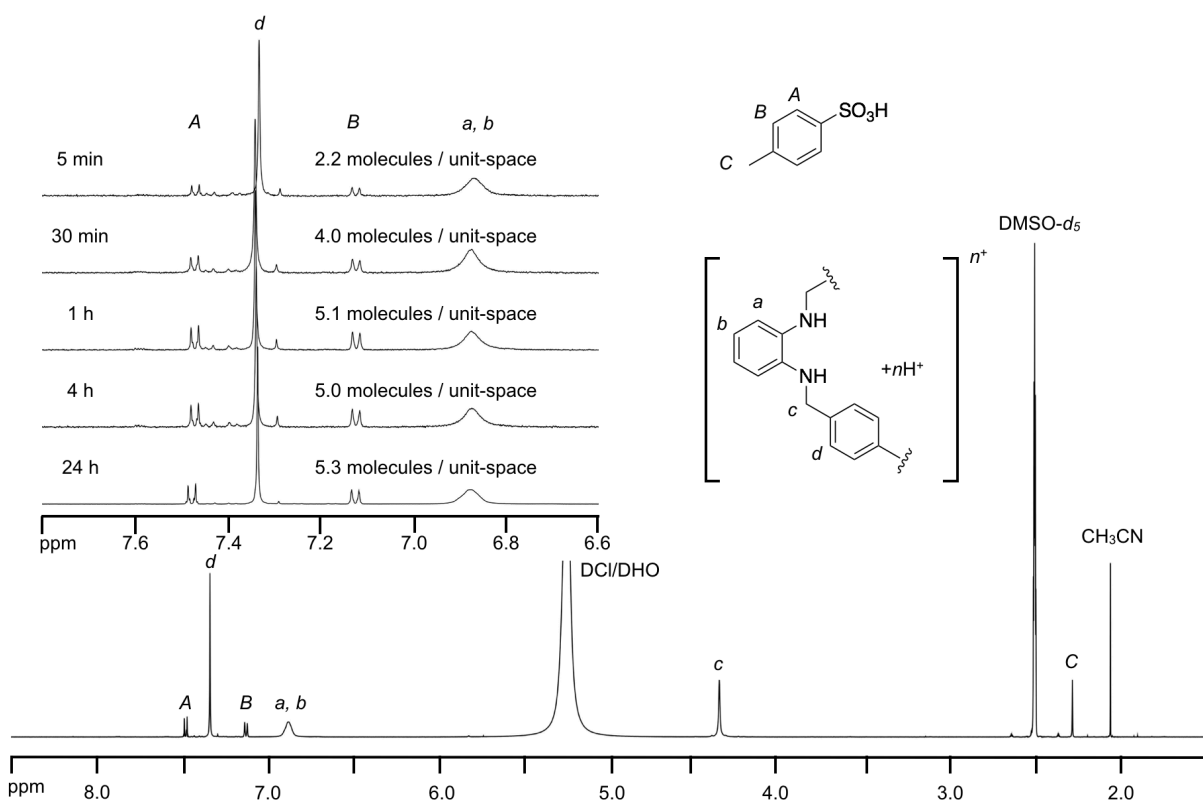 d
A
B
a, b
5 min
2.2 molecules / unit-space
30 min
4.0 molecules / unit-space
1 h
5.1 molecules / unit-space
4 h
5.0 molecules / unit-space
24 h
5.3 molecules / unit-space
ppm
7.6
7.4
7.2
7.0
6.8
6.6
A
B
SO₃H
C
DMSO-d₅
n⁺
a
b
NH
NH
+nH⁺
c
d
CH₃CN
d
DCl/DHO
c
C
A
B
a, b
ppm
8.0
7.0
6.0
5.0
4.0
3.0
2.0